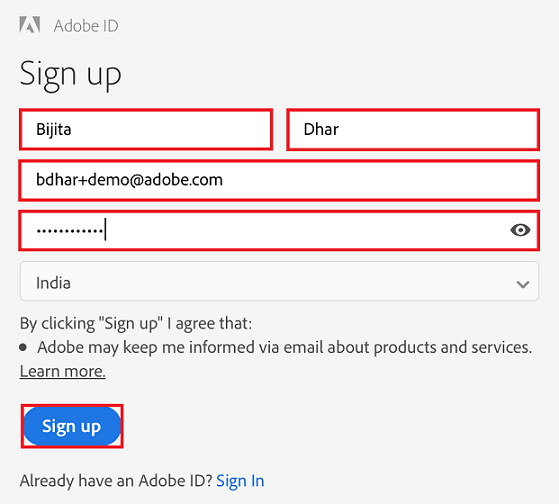 Adobe ID
Sign up
Bijita Dhar
bdhar+demo@adobe.com
••••••••••••
India
By clicking "Sign up" I agree that:
• Adobe may keep me informed via email about products and services.
Learn more.
Sign up
Already have an Adobe ID? Sign In